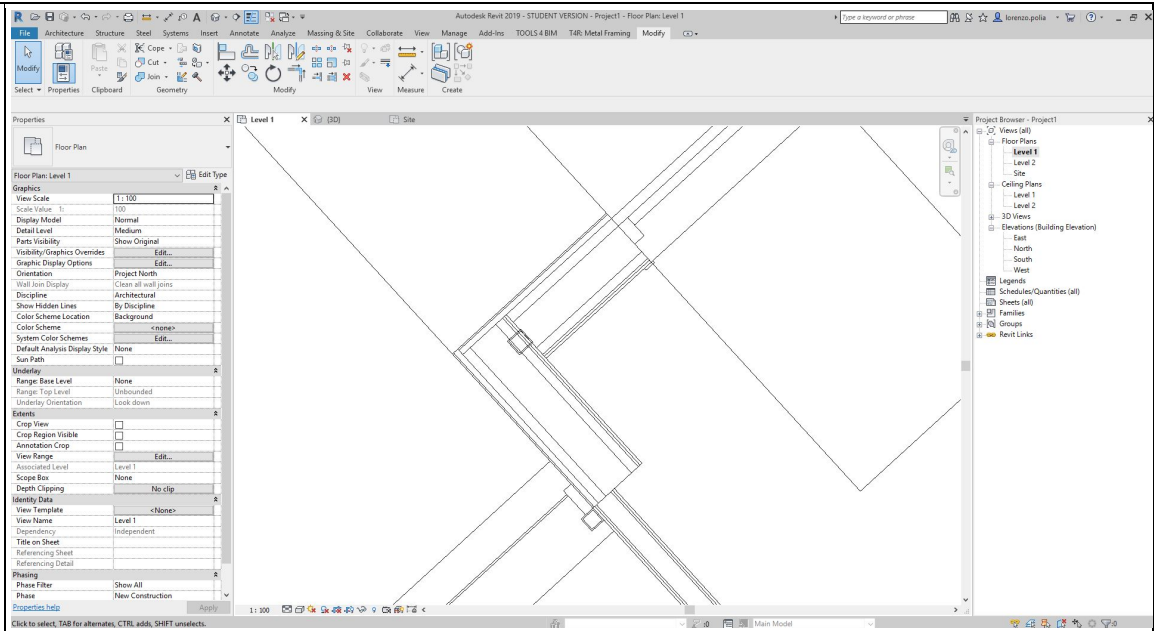 Autodesk Revit 2019 - STUDENT VERSION - Project1 - Floor Plan: Level 1
Type a keyword or phrase
lorenzo.polia
File Architecture Structure Steel Systems Insert Annotate Analyze Massing & Site Collaborate View Manage Add-Ins TOOLS 4 BIM T4R: Metal Framing Modify
Modify
Paste
Cope
Cut
Join
Select Properties Clipboard Geometry Modify View Measure Create
Properties
Level 1 {3D} Site
Floor Plan
Floor Plan: Level 1 Edit Type
Graphics
View Scale 1 : 100
Scale Value 1: 100
Display Model Normal
Detail Level Medium
Parts Visibility Show Original
Visibility/Graphics Overrides Edit...
Graphic Display Options Edit...
Orientation Project North
Wall Join Display Clean all wall joins
Discipline Architectural
Show Hidden Lines By Discipline
Color Scheme Location Background
Color Scheme <none>
System Color Schemes Edit...
Default Analysis Display Style None
Sun Path
Underlay
Range: Base Level None
Range: Top Level Unbounded
Underlay Orientation Look down
Extents
Crop View
Crop Region Visible
Annotation Crop
View Range Edit...
Associated Level Level 1
Scope Box None
Depth Clipping No clip
Identity Data
View Template <None>
View Name Level 1
Dependency Independent
Title on Sheet
Referencing Sheet
Referencing Detail
Phasing
Phase Filter Show All
Phase New Construction
Properties help Apply
1 : 100
Click to select, TAB for alternates, CTRL adds, SHIFT unselects.
:0 Main Model
:0
Project Browser - Project1
Views (all)
Floor Plans
Level 1
Level 2
Site
Ceiling Plans
Level 1
Level 2
3D Views
Elevations (Building Elevation)
East
North
South
West
Legends
Schedules/Quantities (all)
Sheets (all)
Families
Groups
Revit Links